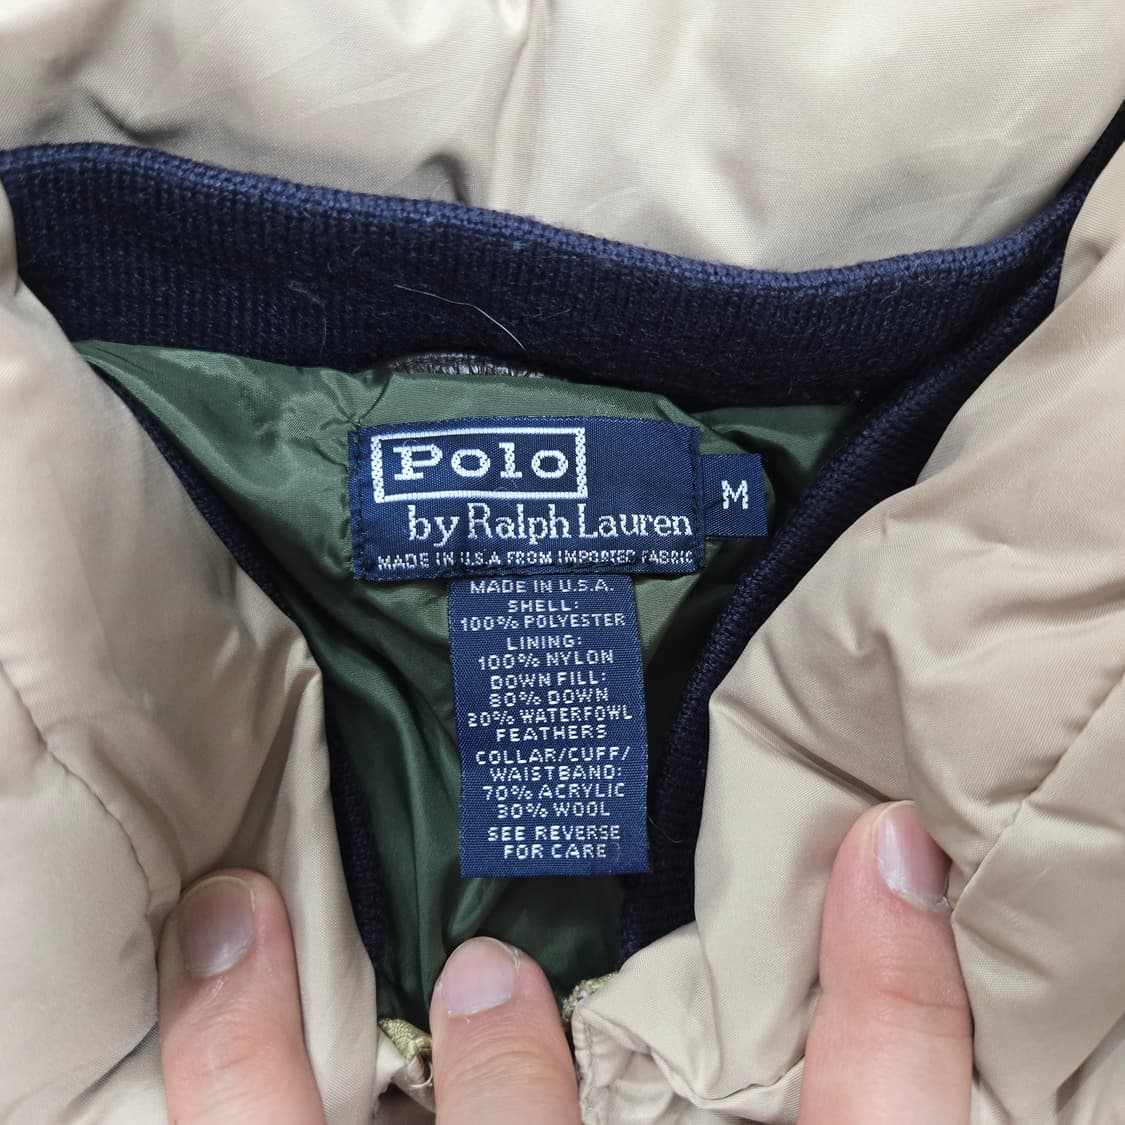 Polo
by Ralph Lauren
M
MADE IN U.S.A FROM IMPORTED FABRIC
MADE IN U.S.A.
SHELL:
100% POLYESTER
LINING:
100% NYLON
DOWN FILL:
80% DOWN
20% WATERFOWL
FEATHERS
COLLAR/CUFF/
WAISTBAND:
70% ACRYLIC
30% WOOL
SEE REVERSE
FOR CARE